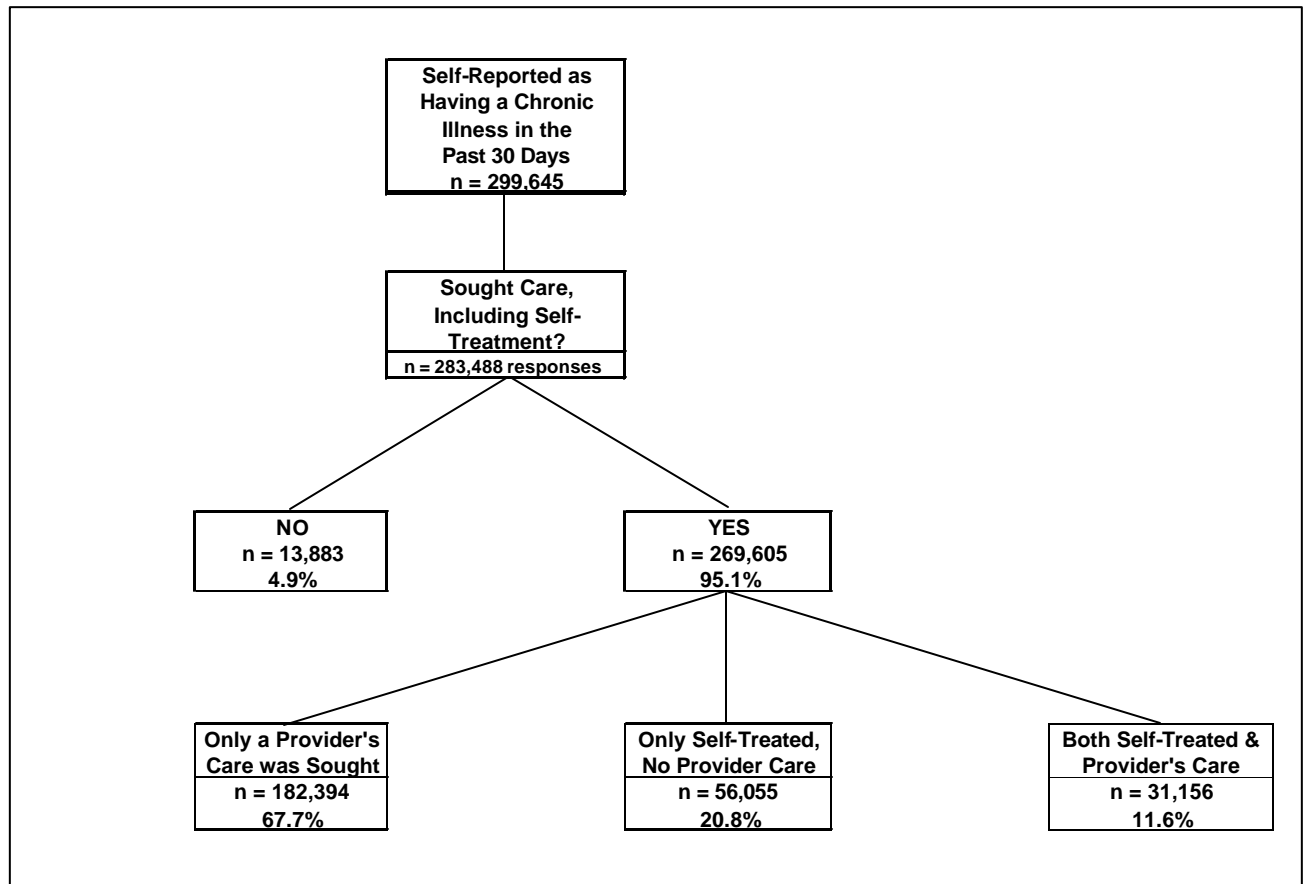 Self-Reported as
Having a Chronic
Illness in the
Past 30 Days
n = 299,645
Sought Care,
Including Self-
Treatment?
n = 283,488 responses
NO
n = 13,883
4.9%
YES
n = 269,605
95.1%
Only a Provider's
Care was Sought
n = 182,394
67.7%
Only Self-Treated,
No Provider Care
n = 56,055
20.8%
Both Self-Treated &
Provider's Care
n = 31,156
11.6%